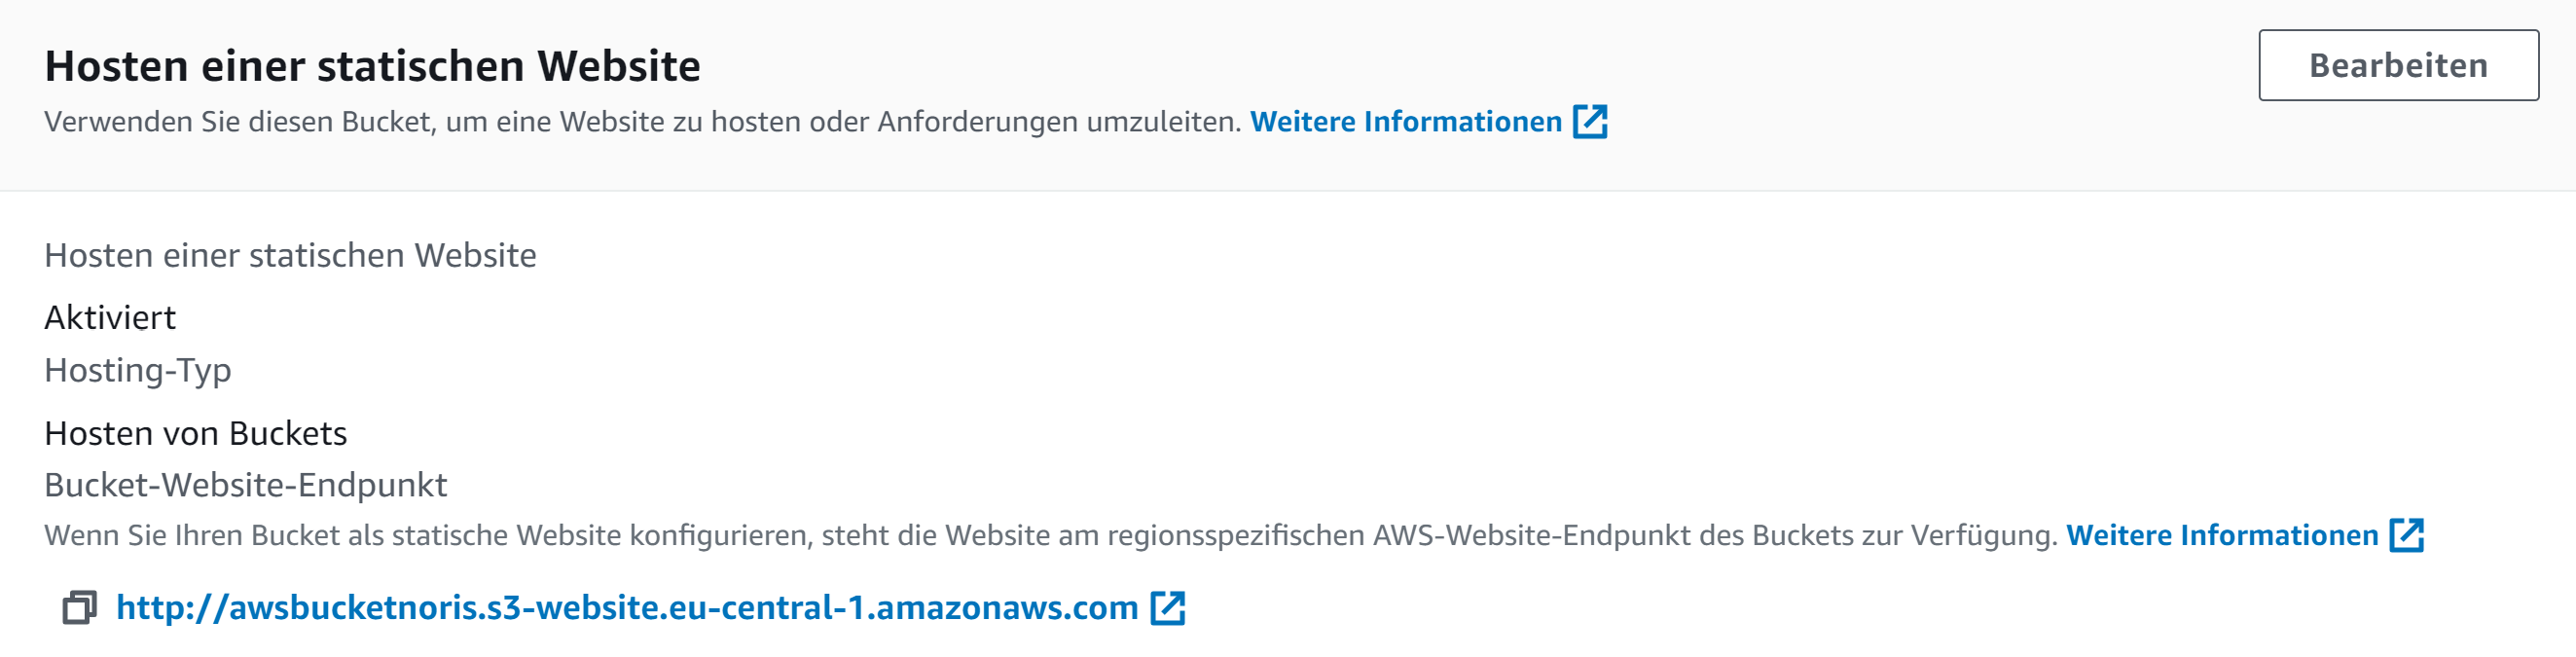 Hosten einer statischen Website
Bearbeiten
Verwenden Sie diesen Bucket, um eine Website zu hosten oder Anforderungen umzuleiten. Weitere Informationen
Hosten einer statischen Website
Aktiviert
Hosting-Typ
Hosten von Buckets
Bucket-Website-Endpunkt
Wenn Sie Ihren Bucket als statische Website konfigurieren, steht die Website am regionsspezifischen AWS-Website-Endpunkt des Buckets zur Verfügung. Weitere Informationen
http://awsbucketnoris.s3-website.eu-central-1.amazonaws.com